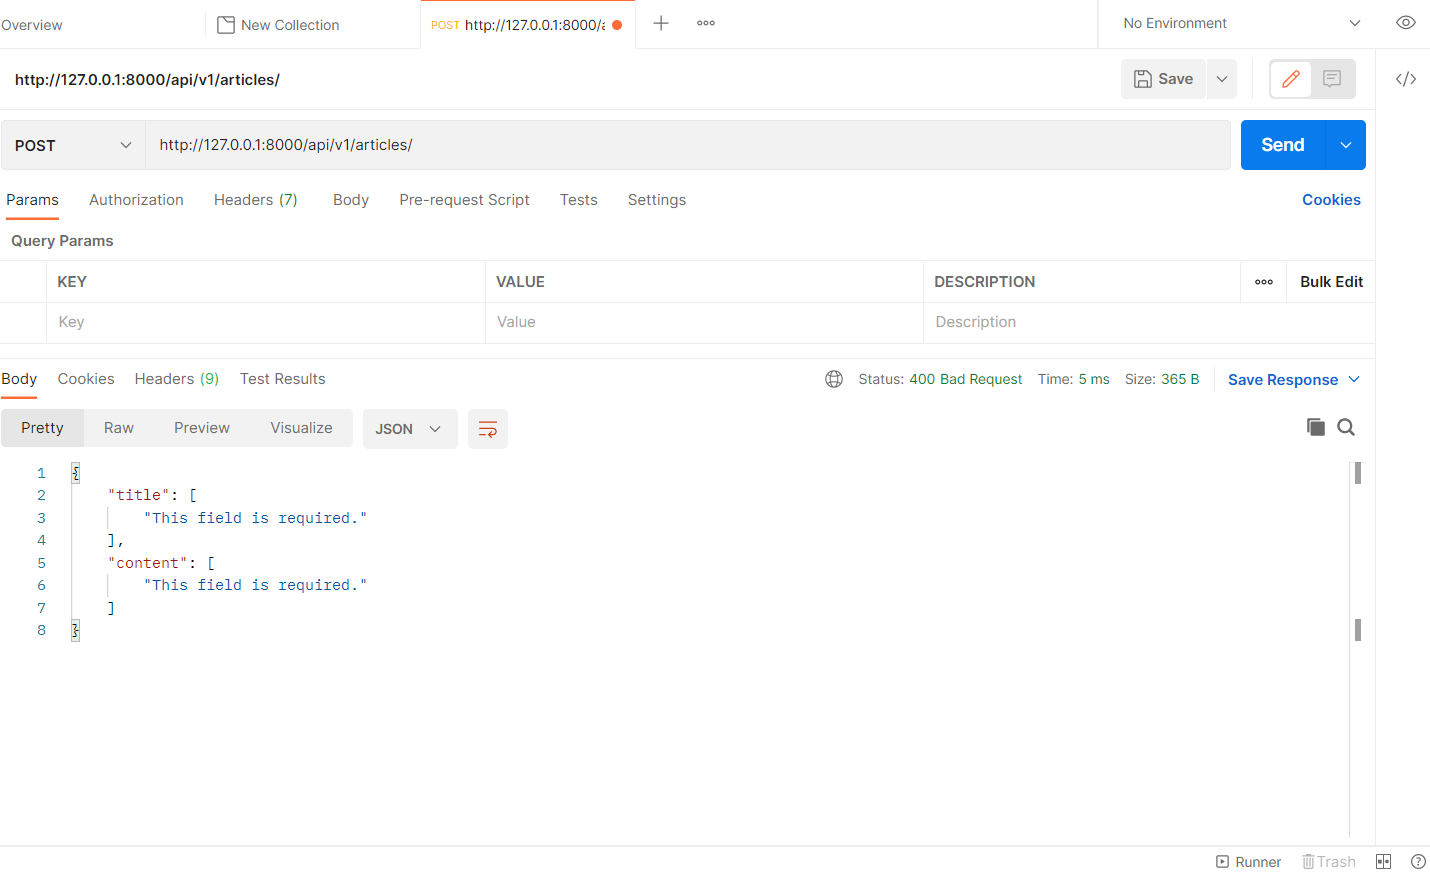 Overview New Collection POST http://127.0.0.1:8000/a No Environment
http://127.0.0.1:8000/api/v1/articles/ Save
POST http://127.0.0.1:8000/api/v1/articles/ Send
Params Authorization Headers (7) Body Pre-request Script Tests Settings Cookies
Query Params
KEY VALUE DESCRIPTION Bulk Edit
Key Value Description
Body Cookies Headers (9) Test Results Status: 400 Bad Request Time: 5 ms Size: 365 B Save Response
Pretty Raw Preview Visualize JSON
1 {
2 "title": [
3 "This field is required."
4 ],
5 "content": [
6 "This field is required."
7 ]
8 }
Runner Trash